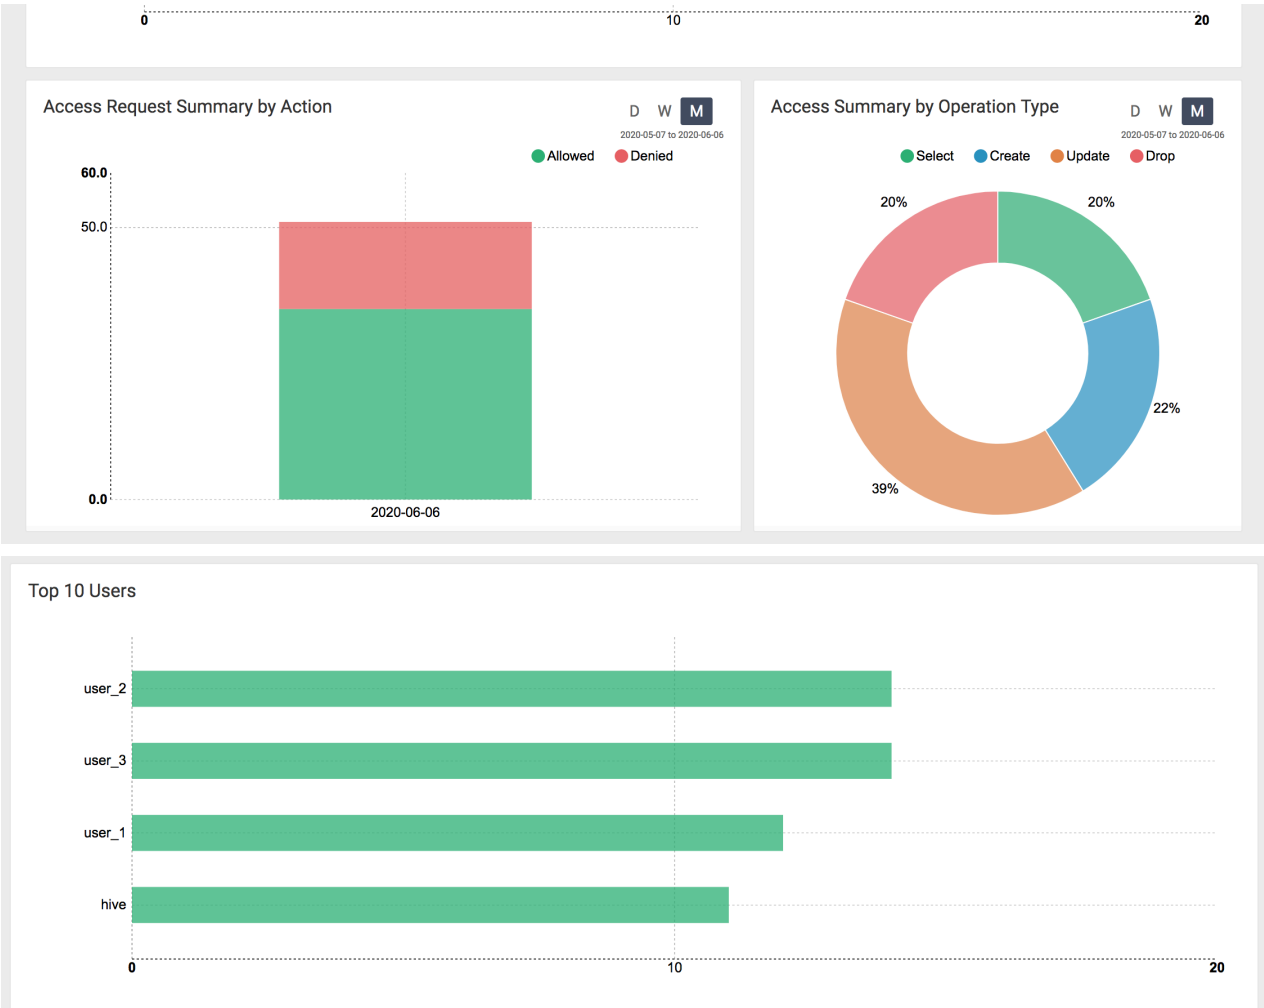 0 10 20
Access Request Summary by Action
D W M
2020-05-07 to 2020-06-06
Allowed Denied
60.0
50.0
0.0
2020-06-06
Access Summary by Operation Type
D W M
2020-05-07 to 2020-06-06
Select Create Update Drop
20% 20%
22%
39%
Top 10 Users
user_2
user_3
user_1
hive
0 10 20